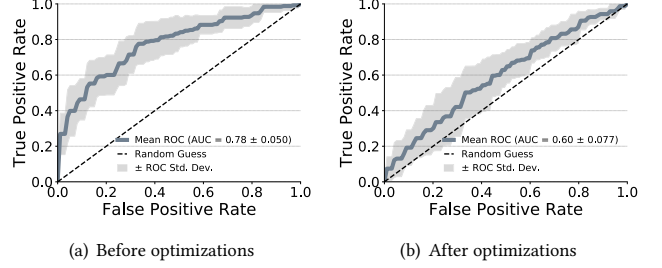 1.0
0.8
0.6
0.4
0.2
0.0
True Positive Rate
Mean ROC (AUC = 0.78 ± 0.050)
Random Guess
± ROC Std. Dev.
0.0 0.2 0.4 0.6 0.8 1.0
False Positive Rate
(a) Before optimizations
1.0
0.8
0.6
0.4
0.2
0.0
True Positive Rate
Mean ROC (AUC = 0.60 ± 0.077)
Random Guess
± ROC Std. Dev.
0.0 0.2 0.4 0.6 0.8 1.0
False Positive Rate
(b) After optimizations